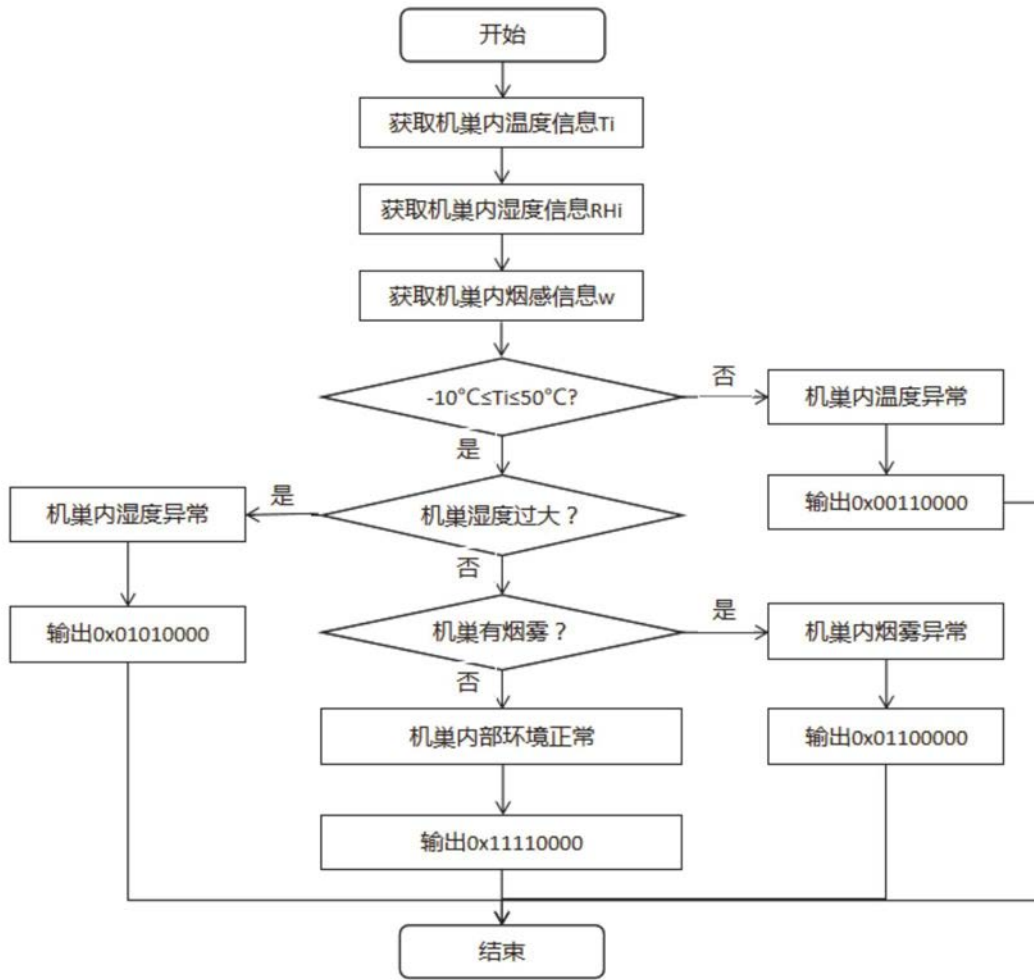 开始
获取机巢内温度信息Ti
获取机巢内湿度信息RHi
获取机巢内烟感信息w
-10°C≤Ti≤50°C?
否
机巢内温度异常
是
输出0x00110000
机巢内湿度异常
是
机巢湿度过大？
否
输出0x01010000
机巢有烟雾？
是
机巢内烟雾异常
否
机巢内部环境正常
输出0x01100000
输出0x11110000
结束